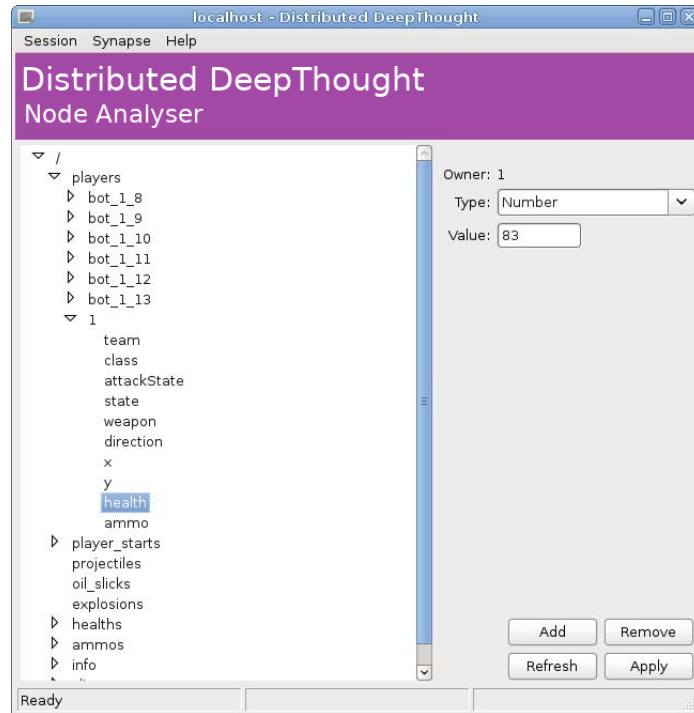 localhost - Distributed DeepThought
Session Synapse Help
Distributed DeepThought
Node Analyser
/
players
bot_1_8
bot_1_9
bot_1_10
bot_1_11
bot_1_12
bot_1_13
1
team
class
attackState
state
weapon
direction
x
y
health
ammo
player_starts
projectiles
oil_slicks
explosions
healths
ammos
info
Owner: 1
Type: Number
Value: 83
Add Remove
Refresh Apply
Ready